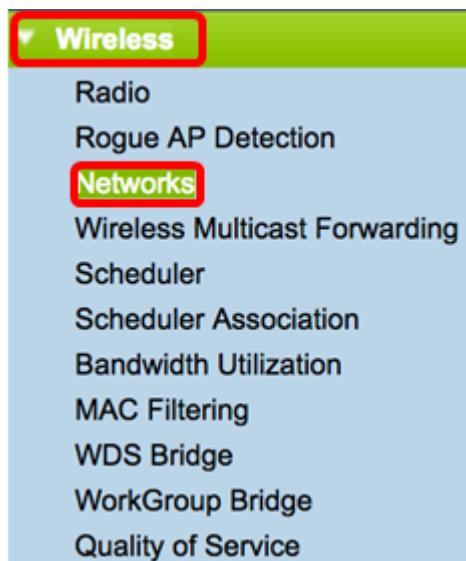 Wireless
Radio
Rogue AP Detection
Networks
Wireless Multicast Forwarding
Scheduler
Scheduler Association
Bandwidth Utilization
MAC Filtering
WDS Bridge
WorkGroup Bridge
Quality of Service